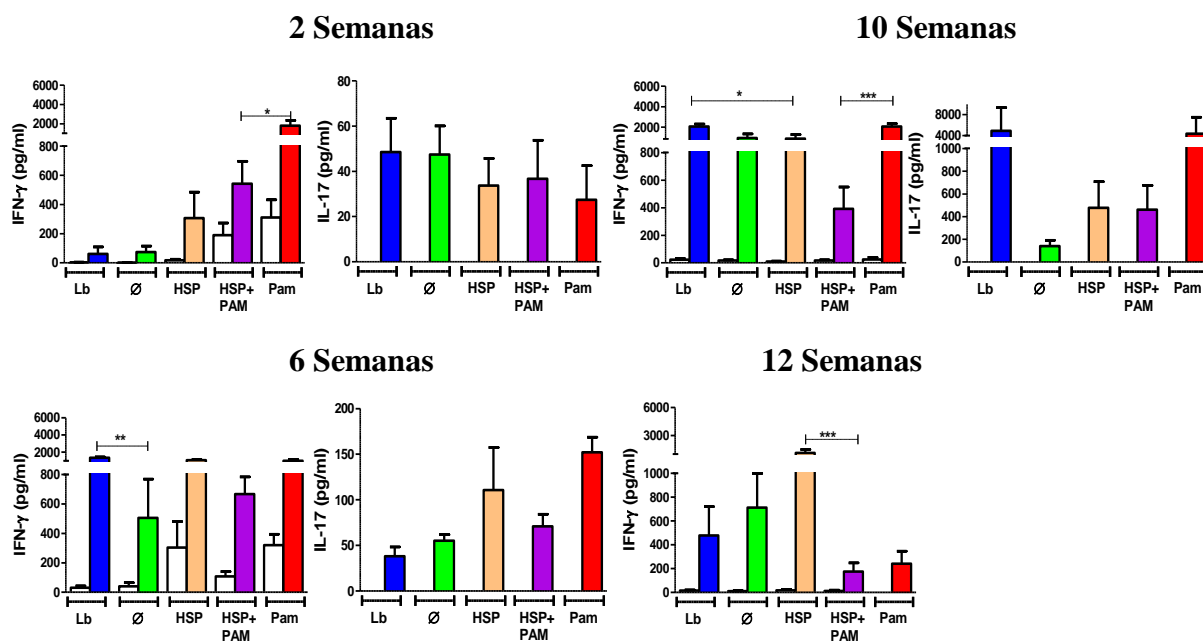 2 Semanas
IFN-γ (pg/ml)
6000
4000
2000
800
600
400
200
0
*
Lb
Ø
HSP
HSP+
PAM
Pam
IL-17 (pg/ml)
80
60
40
20
0
Lb
Ø
HSP
HSP+
PAM
Pam
10 Semanas
IFN-γ (pg/ml)
6000
4000
2000
800
600
400
200
0
*
***
Lb
Ø
HSP
HSP+
PAM
Pam
IL-17 (pg/ml)
8000
4000
1000
800
600
400
200
0
Lb
Ø
HSP
HSP+
PAM
Pam
6 Semanas
IFN-γ (pg/ml)
6000
4000
2000
800
600
400
200
0
**
Lb
Ø
HSP
HSP+
PAM
Pam
IL-17 (pg/ml)
200
150
100
50
0
Lb
Ø
HSP
HSP+
PAM
Pam
12 Semanas
IFN-γ (pg/ml)
6000
3000
1000
800
600
400
200
0
***
Lb
Ø
HSP
HSP+
PAM
Pam